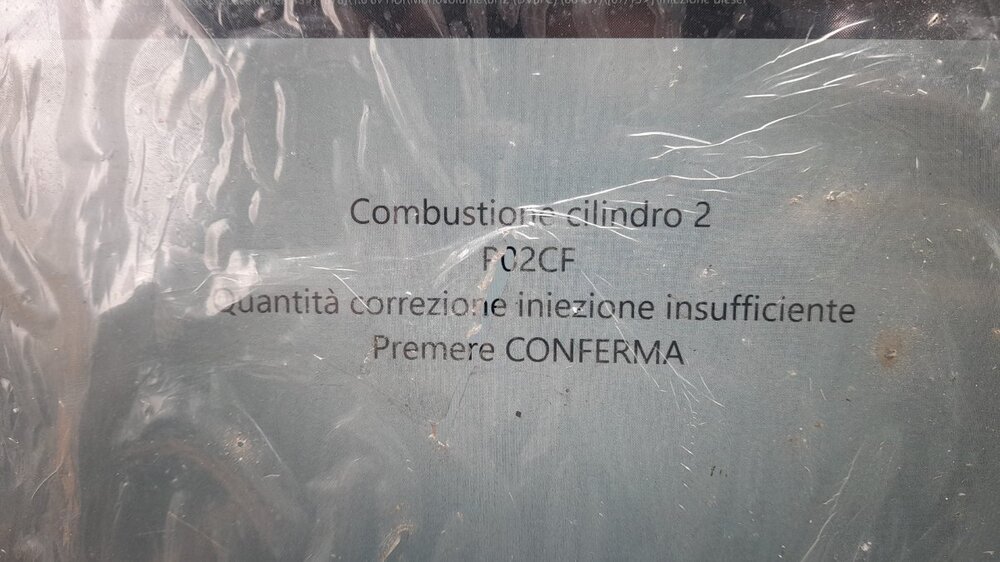 Combustione cilindro 2
P02CF
Quantità correzione iniezione insufficiente
Premere CONFERMA